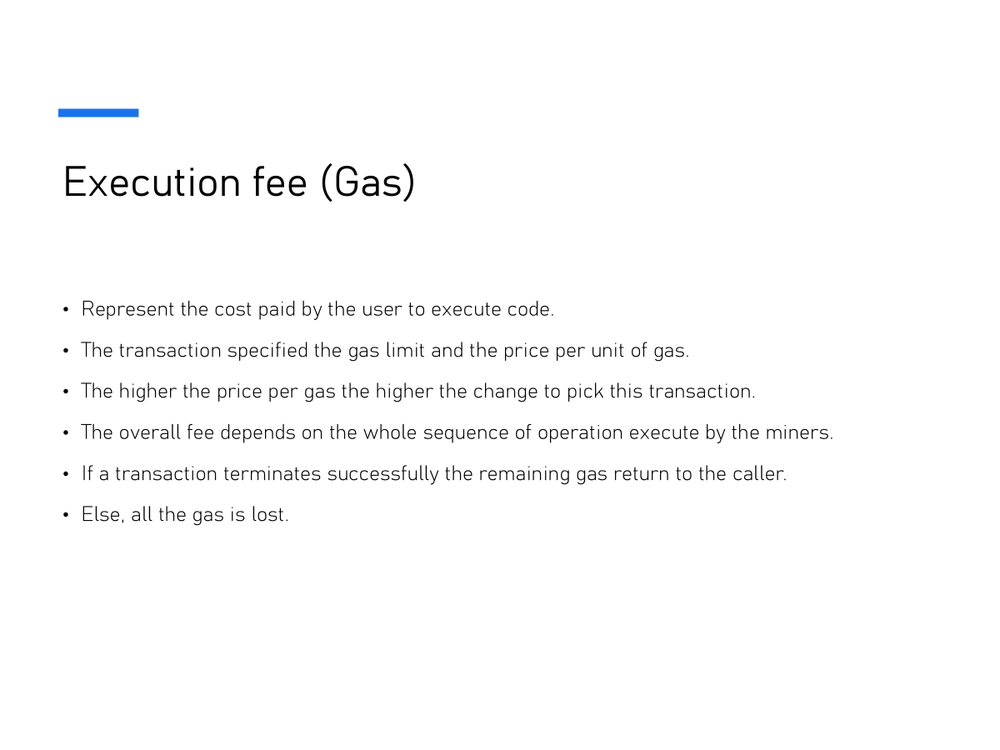 Execution fee (Gas)
• Represent the cost paid by the user to execute code.
• The transaction specified the gas limit and the price per unit of gas.
• The higher the price per gas the higher the change to pick this transaction.
• The overall fee depends on the whole sequence of operation execute by the miners.
• If a transaction terminates successfully the remaining gas return to the caller.
• Else, all the gas is lost.